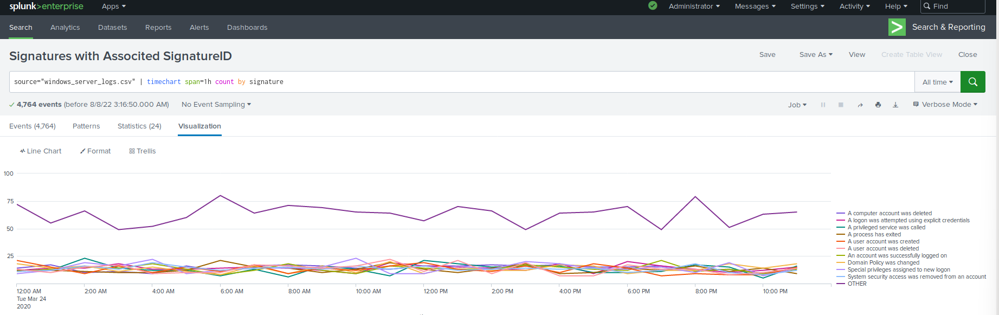 splunk>enterprise Apps Administrator Messages Settings Activity Help Find
Search Analytics Datasets Reports Alerts Dashboards Search & Reporting
Signatures with Associted SignatureID Save Save As View Create Table View Close
source="windows_server_logs.csv" | timechart span=1h count by signature All time
4,764 events (before 8/8/22 3:16:50.000 AM) No Event Sampling Job Verbose Mode
Events (4,764) Patterns Statistics (24) Visualization
Line Chart Format Trellis
100
75
50
25
A computer account was deleted
A logon was attempted using explicit credentials
A privileged service was called
A process has exited
A user account was created
A user account was deleted
An account was successfully logged on
Domain Policy was changed
Special privileges assigned to new logon
System security access was removed from an account
OTHER
12:00 AM 2:00 AM 4:00 AM 6:00 AM 8:00 AM 10:00 AM 12:00 PM 2:00 PM 4:00 PM 6:00 PM 8:00 PM 10:00 PM
Tue Mar 24
2020